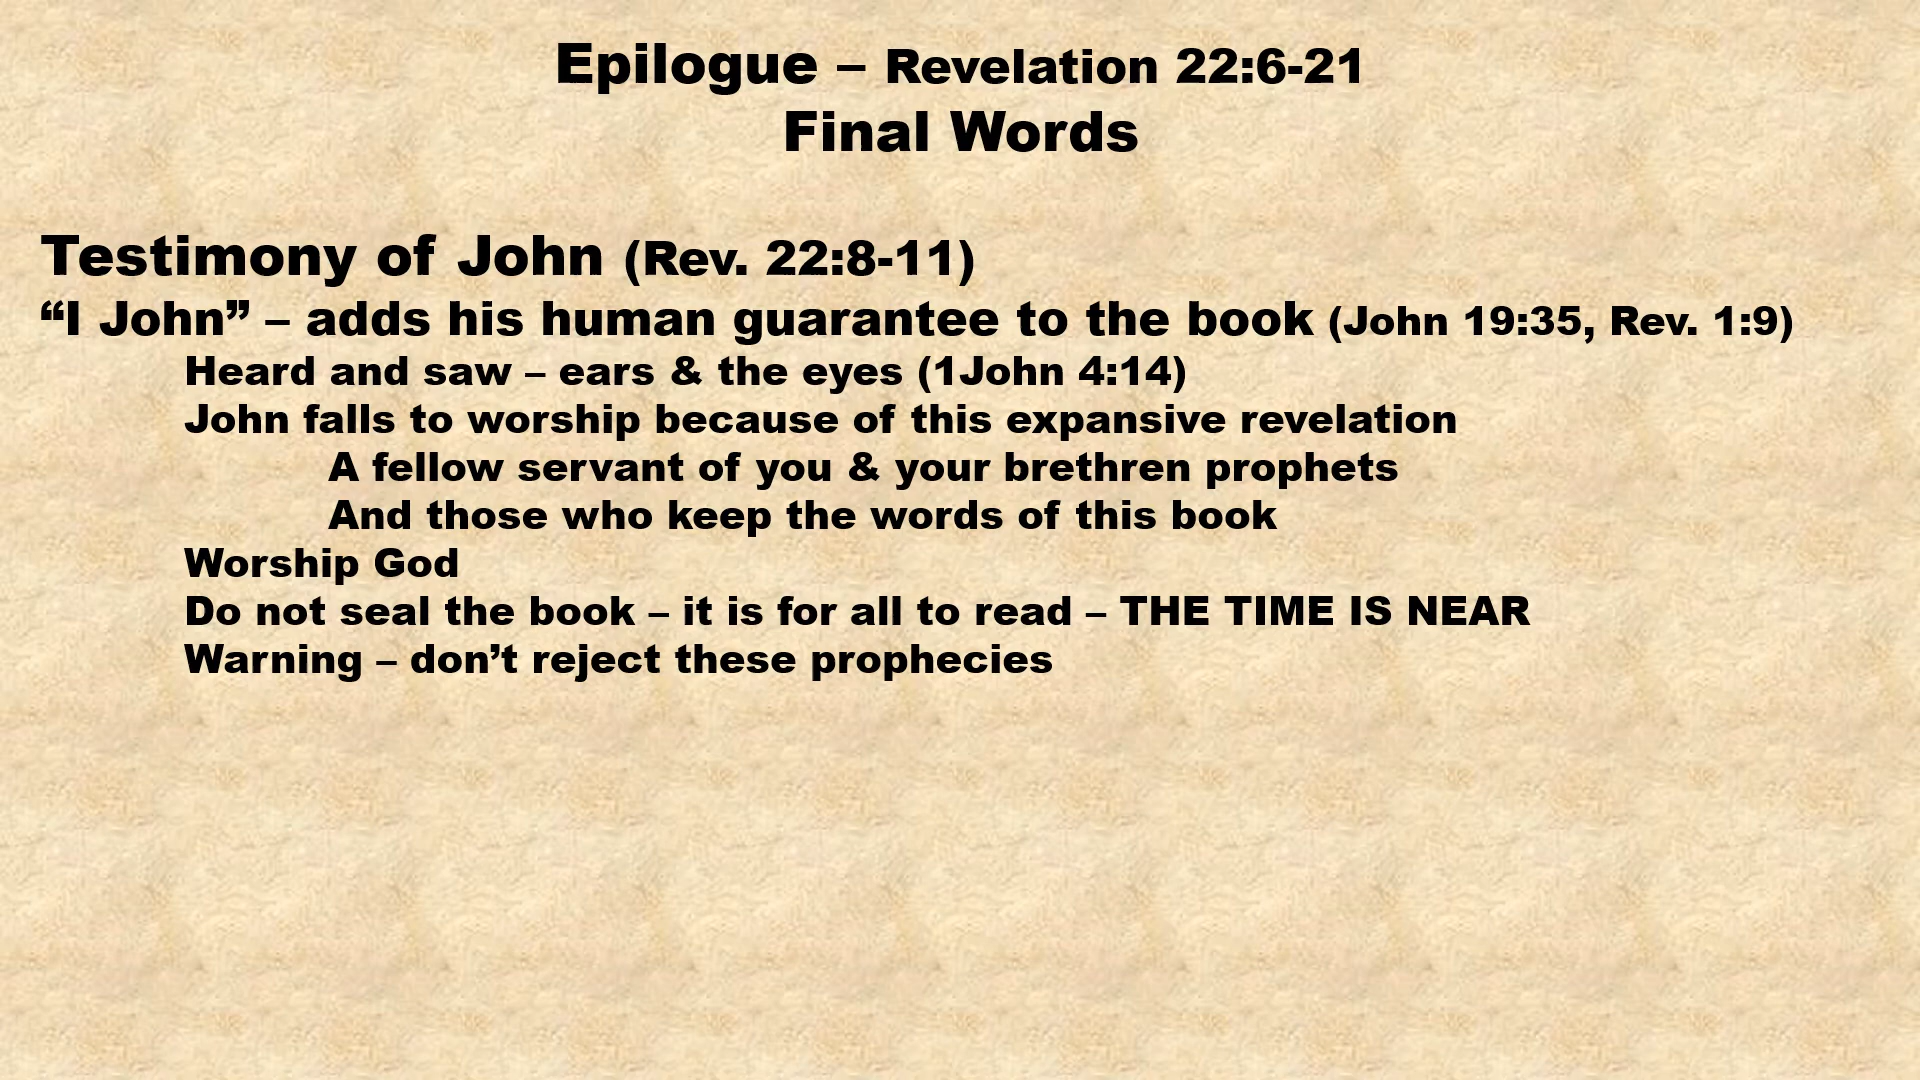 Epilogue – Revelation 22:6-21
Final Words
Testimony of John (Rev. 22:8-11)
“I John” – adds his human guarantee to the book (John 19:35, Rev. 1:9)
Heard and saw – ears & the eyes (1John 4:14)
John falls to worship because of this expansive revelation
A fellow servant of you & your brethren prophets
And those who keep the words of this book
Worship God
Do not seal the book – it is for all to read – THE TIME IS NEAR
Warning – don’t reject these prophecies